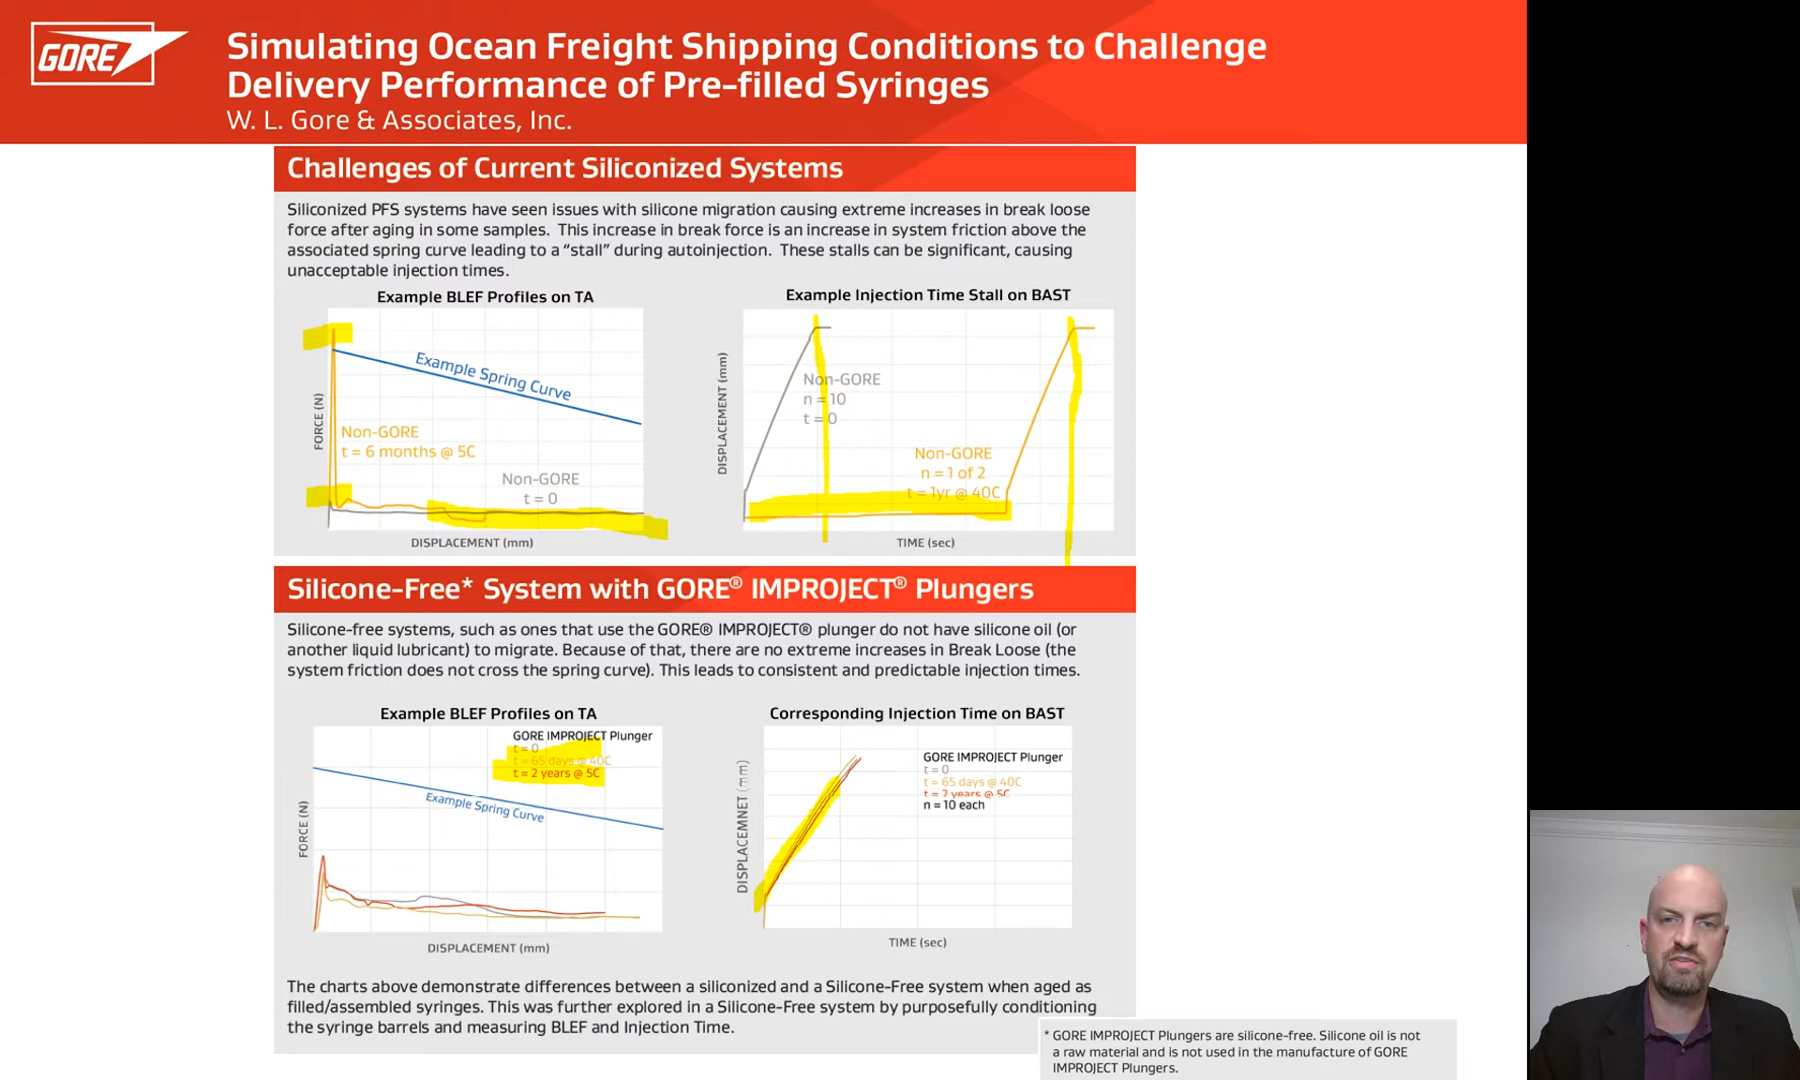 GORE
Simulating Ocean Freight Shipping Conditions to Challenge
Delivery Performance of Pre-filled Syringes
W. L. Gore & Associates, Inc.
Challenges of Current Siliconized Systems
Siliconized PFS systems have seen issues with silicone migration causing extreme increases in break loose
force after aging in some samples. This increase in break force is an increase in system friction above the
associated spring curve leading to a “stall” during autoinjection. These stalls can be significant, causing
unacceptable injection times.
Example BLEF Profiles on TA
FORCE (N)
Example Spring Curve
Non-GORE
t = 6 months @ 5C
Non-GORE
t = 0
DISPLACEMENT (mm)
Example Injection Time Stall on BAST
DISPLACEMENT (mm)
Non-GORE
n = 10
t = 0
Non-GORE
n = 1 of 2
t = 1yr @ 40C
TIME (sec)
Silicone-Free* System with GORE® IMPROJECT® Plungers
Silicone-free systems, such as ones that use the GORE® IMPROJECT® plunger do not have silicone oil (or
another liquid lubricant) to migrate. Because of that, there are no extreme increases in Break Loose (the
system friction does not cross the spring curve). This leads to consistent and predictable injection times.
Example BLEF Profiles on TA
GORE IMPROJECT Plunger
t = 0
t = 65 days @ 40C
t = 2 years @ 5C
Example Spring Curve
FORCE (N)
DISPLACEMENT (mm)
Corresponding Injection Time on BAST
DISPLACEMNET (mm)
GORE IMPROJECT Plunger
t = 0
t = 65 days @ 40C
t = 2 years @ 5C
n = 10 each
TIME (sec)
The charts above demonstrate differences between a siliconized and a Silicone-Free system when aged as
filled/assembled syringes. This was further explored in a Silicone-Free system by purposefully conditioning
the syringe barrels and measuring BLEF and Injection Time.
* GORE IMPROJECT Plungers are silicone-free. Silicone oil is not
a raw material and is not used in the manufacture of GORE
IMPROJECT Plungers.